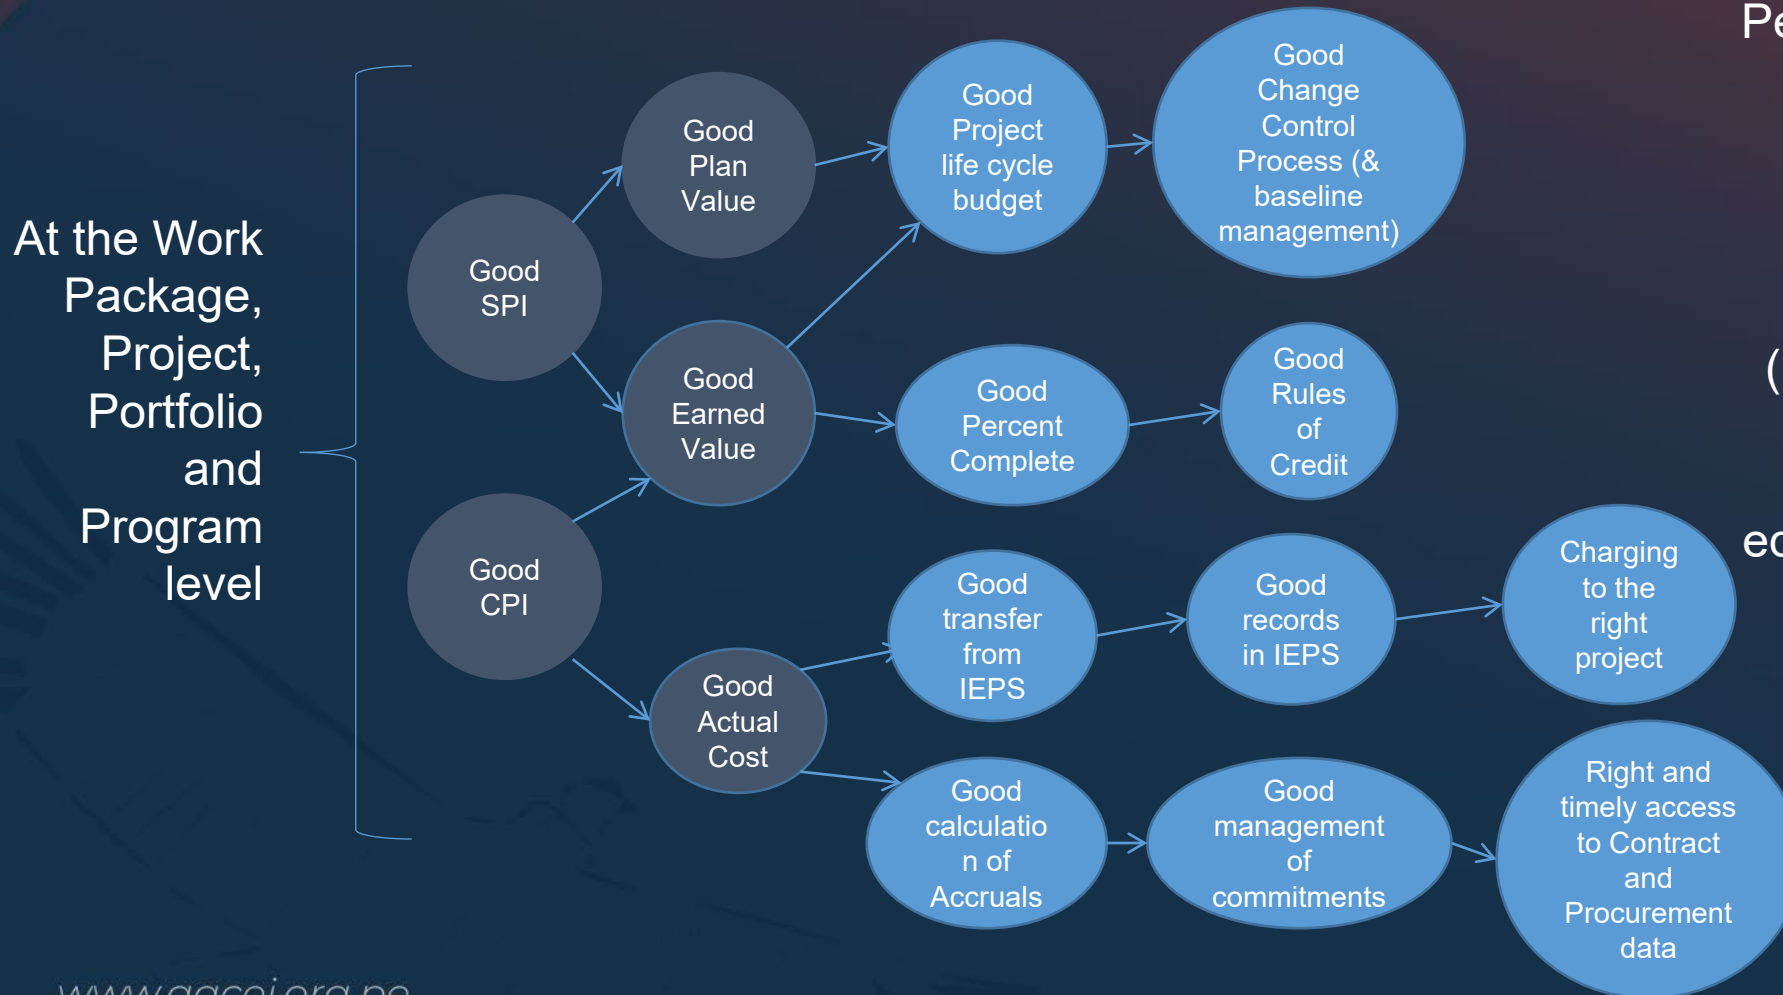 At the Work
Package,
Project,
Portfolio
and
Program
level
Good
SPI
Good
CPI
Good
Plan
Value
Good
Earned
Value
Good
Actual
Cost
Good
Project
life cycle
budget
Good
Percent
Complete
Good
transfer
from
IEPS
Good
calculatio
n of
Accruals
Good
Change
Control
Process (&
baseline
management)
Good
Rules
of
Credit
Good
records
in IEPS
Good
management
of
commitments
Charging
to the
right
project
Right and
timely access
to Contract
and
Procurement
data
Pe
(